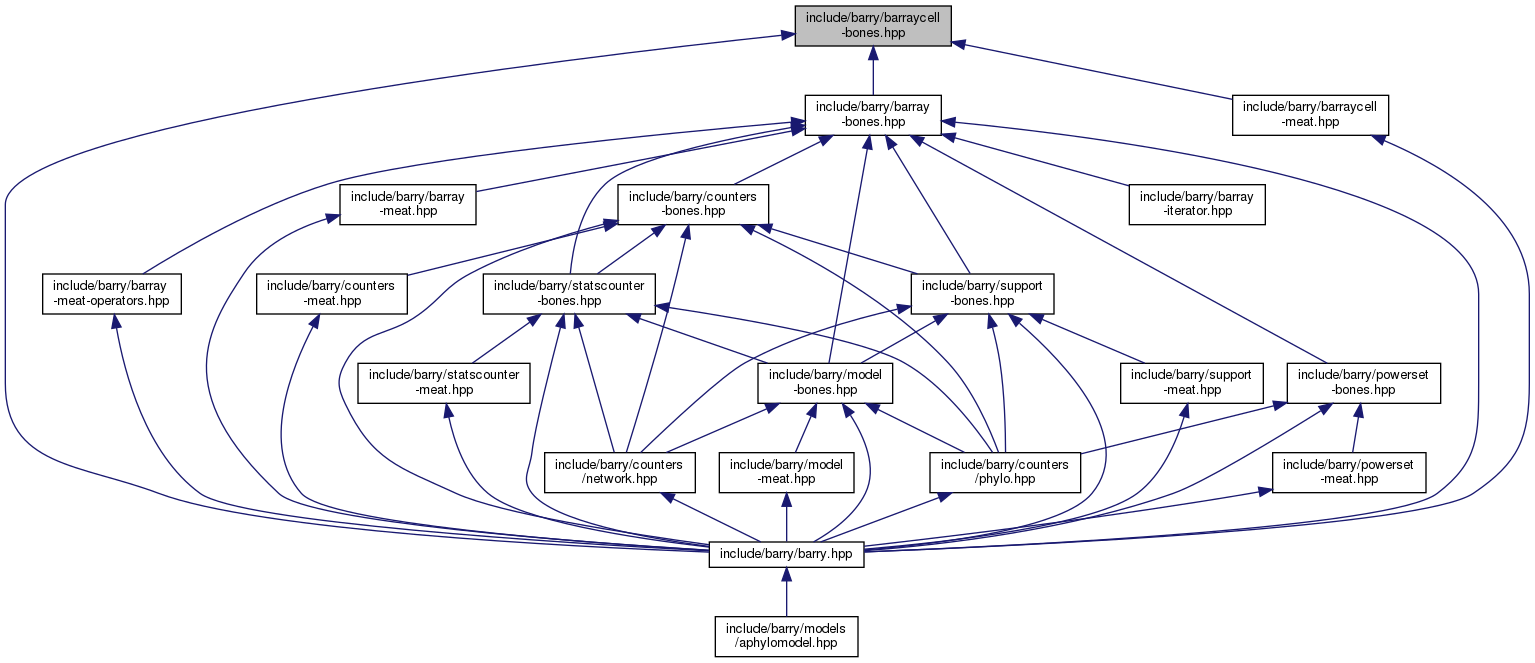 include/barry/barraycell
-bones.hpp
include/barry/barray
-bones.hpp
include/barry/barraycell
-meat.hpp
include/barry/barray
-meat.hpp
include/barry/counters
-bones.hpp
include/barry/barray
-iterator.hpp
include/barry/barray
-meat-operators.hpp
include/barry/counters
-meat.hpp
include/barry/statscounter
-bones.hpp
include/barry/support
-bones.hpp
include/barry/statscounter
-meat.hpp
include/barry/model
-bones.hpp
include/barry/support
-meat.hpp
include/barry/powerset
-bones.hpp
include/barry/counters
/network.hpp
include/barry/model
-meat.hpp
include/barry/counters
/phylo.hpp
include/barry/powerset
-meat.hpp
include/barry/barry.hpp
include/barry/models
/aphylomodel.hpp